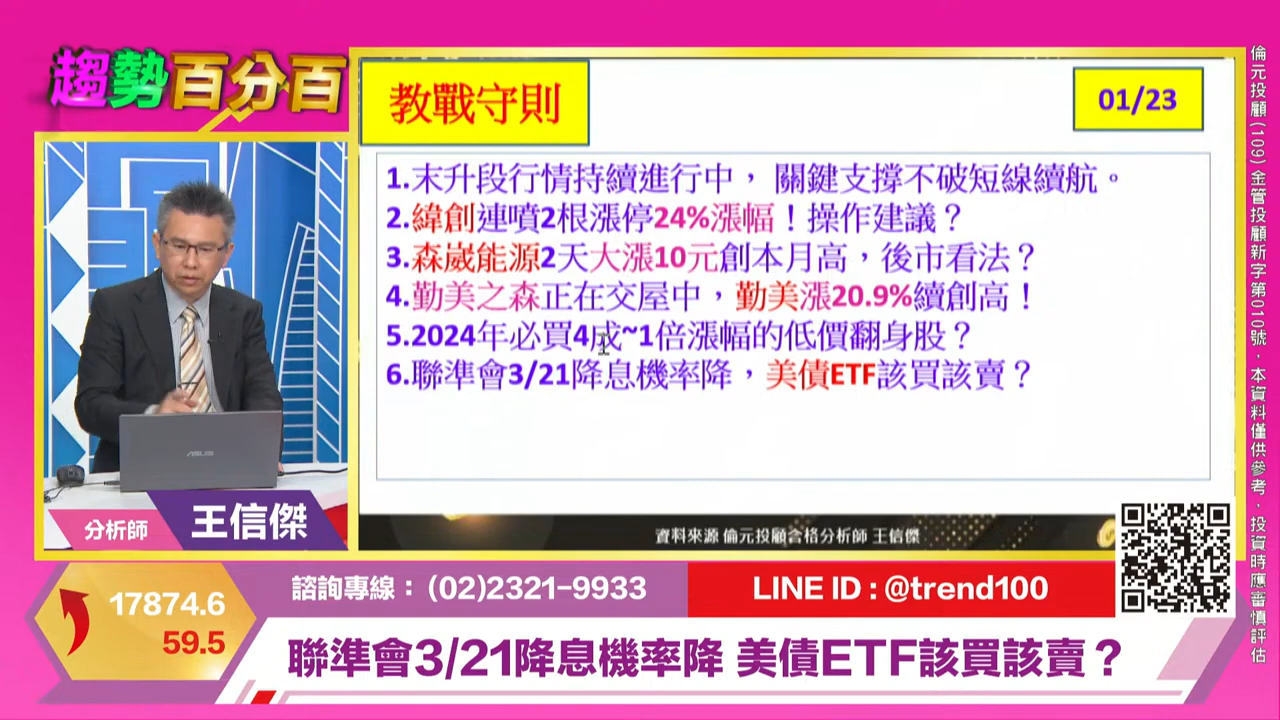 趨勢百分百
教戰守則
01/23
1.末升段行情持續進行中， 關鍵支撐不破短線續航。
2.緯創連噴2根漲停24%漲幅！操作建議？
3.森崴能源2天大漲10元創本月高，後市看法？
4.勤美之森正在交屋中，勤美漲20.9%續創高！
5.2024年必買4成~1倍漲幅的低價翻身股？
6.聯準會3/21降息機率降，美債ETF該買該賣？
資料來源 倫元投顧合格分析師 王信傑
倫元投顧(109)金管投顧新字第010號．本資料僅供參考．投資時應審慎評估
ASUS
分析師 王信傑
諮詢專線：(02)2321-9933
LINE ID : @trend100
17874.6
59.5
聯準會3/21降息機率降 美債ETF該買該賣？